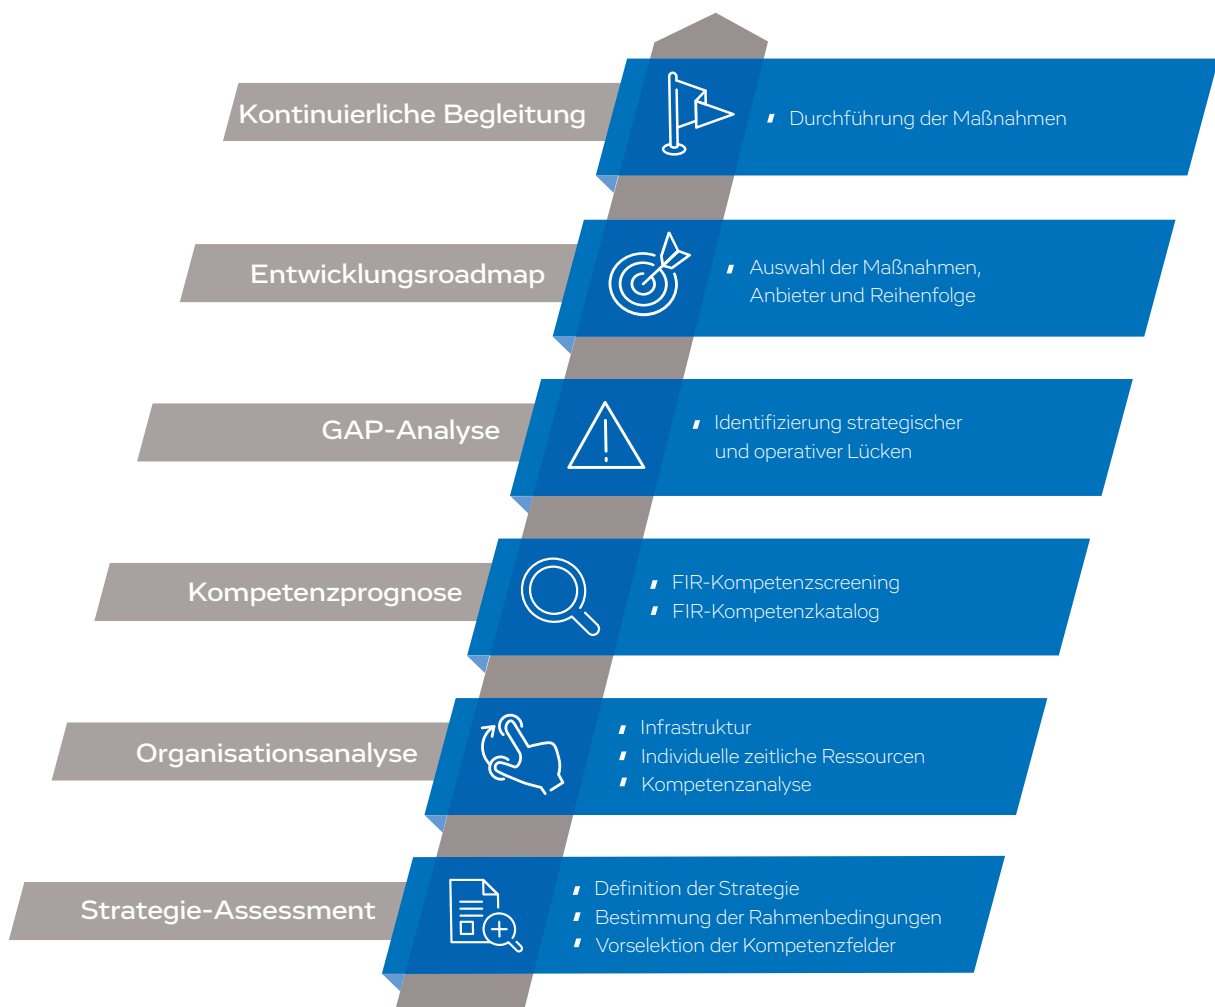 Kontinuierliche Begleitung
Durchführung der Maßnahmen
Entwicklungsroadmap
Auswahl der Maßnahmen,
Anbieter und Reihenfolge
GAP-Analyse
Identifizierung strategischer
und operativer Lücken
Kompetenzprognose
FIR-Kompetenzscreening
FIR-Kompetenzkatalog
Organisationsanalyse
Infrastruktur
Individuelle zeitliche Ressourcen
Kompetenzanalyse
Strategie-Assessment
Definition der Strategie
Bestimmung der Rahmenbedingungen
Vorselektion der Kompetenzfelder